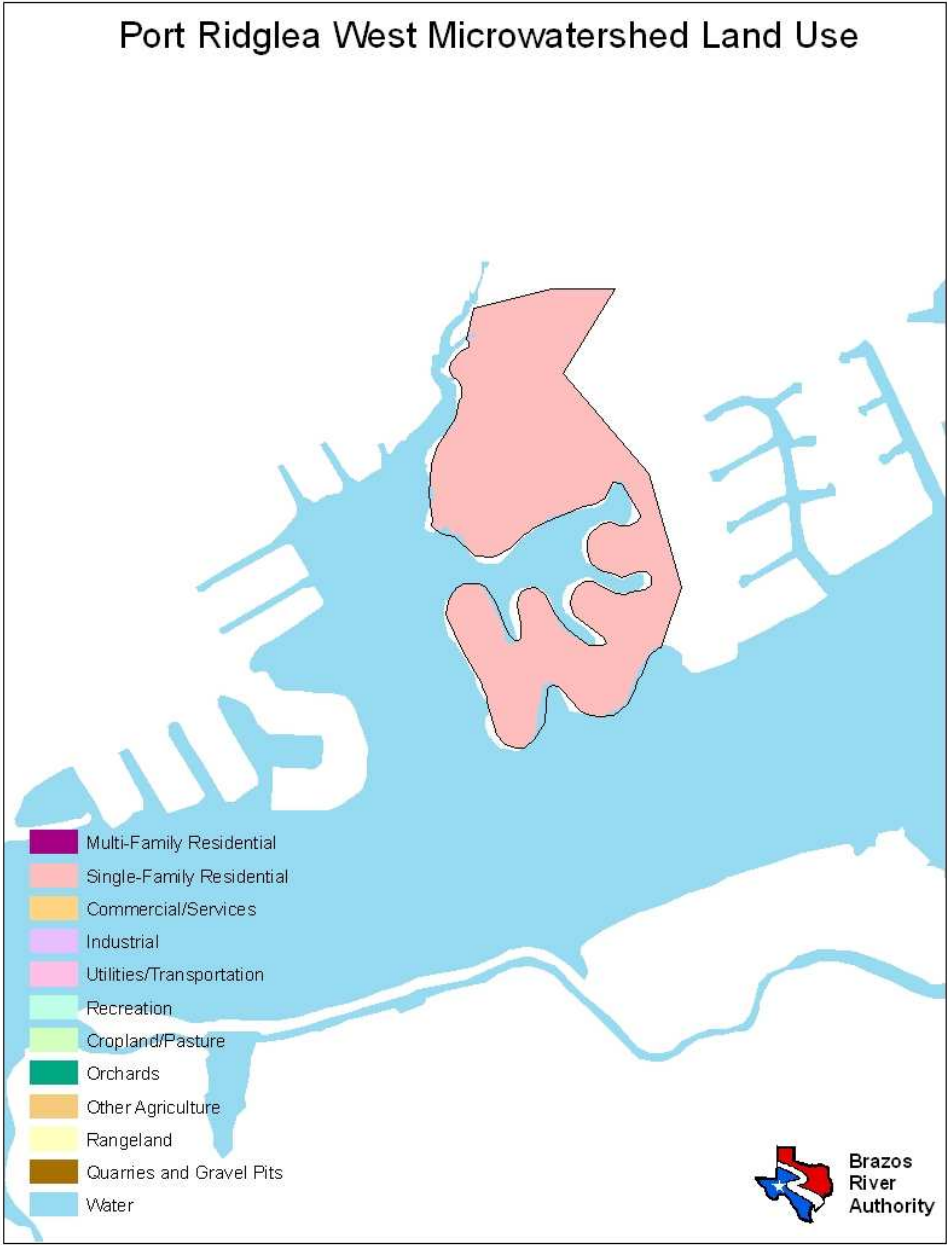 Port Ridglea West Microwatershed Land Use
Multi-Family Residential
Single-Family Residential
Commercial/Services
Industrial
Utilities/Transportation
Recreation
Cropland/Pasture
Orchards
Other Agriculture
Rangeland
Quarries and Gravel Pits
Water
Brazos
River
Authority